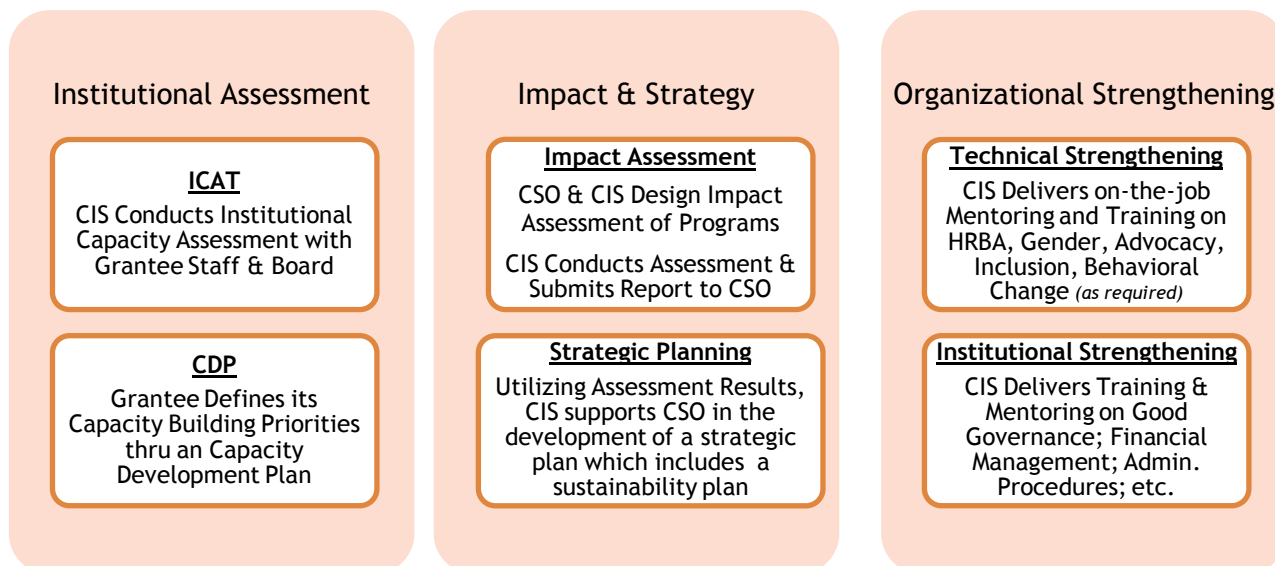 Institutional Assessment
ICAT
CIS Conducts Institutional
Capacity Assessment with
Grantee Staff & Board
CDP
Grantee Defines its
Capacity Building Priorities
thru an Capacity
Development Plan
Impact & Strategy
Impact Assessment
CSO & CIS Design Impact
Assessment of Programs
CIS Conducts Assessment &
Submits Report to CSO
Strategic Planning
Utilizing Assessment Results,
CIS supports CSO in the
development of a strategic
plan which includes a
sustainability plan
Organizational Strengthening
Technical Strengthening
CIS Delivers on-the-job
Mentoring and Training on
HRBA, Gender, Advocacy,
Inclusion, Behavioral
Change (as required)
Institutional Strengthening
CIS Delivers Training &
Mentoring on Good
Governance; Financial
Management; Admin.
Procedures; etc.